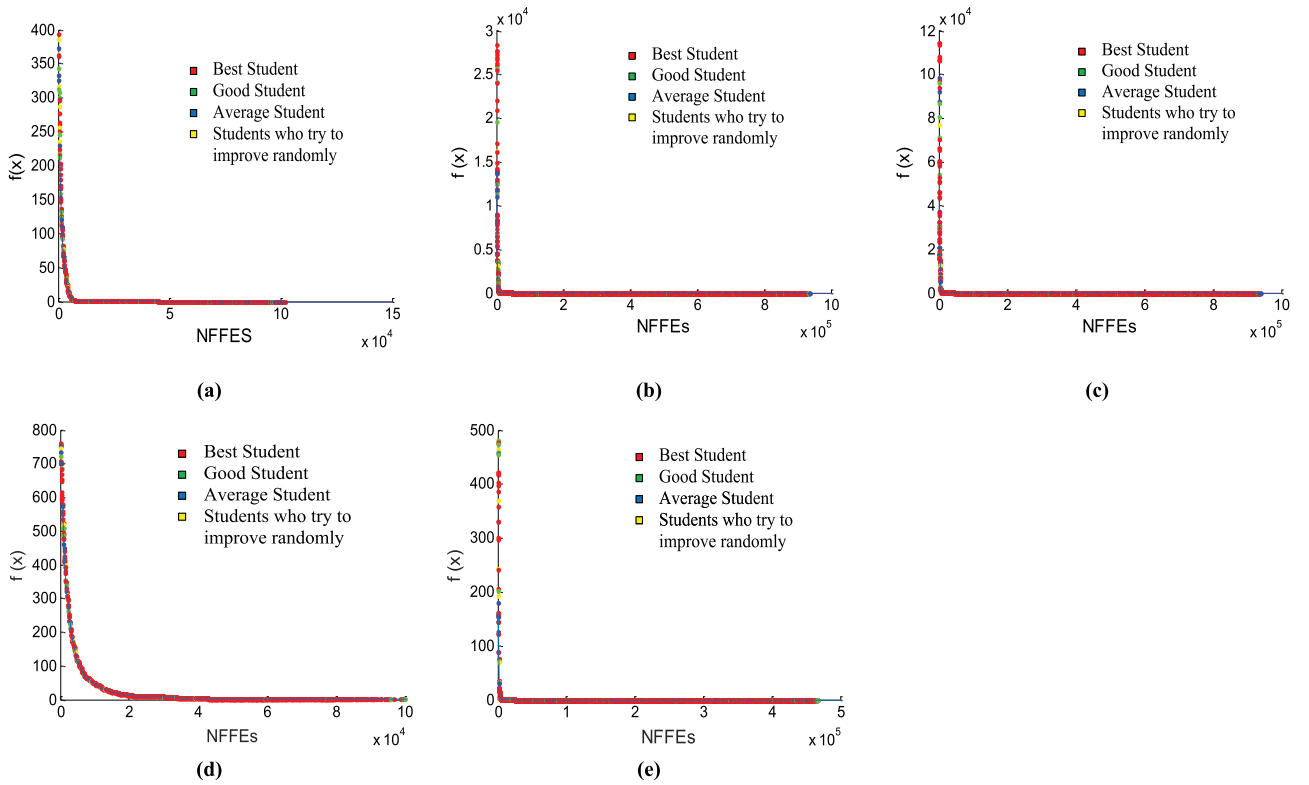 400
350
300
250
200
150
100
50
0
f(x)
Best Student
Good Student
Average Student
Students who try to
improve randomly
0 5 10 15
NFFES
x 10^4
(a)
x 10^4
3
2.5
2
1.5
1
0.5
0
f (x)
Best Student
Good Student
Average Student
Students who try to
improve randomly
0 2 4 6 8 10
NFFEs
x 10^5
(b)
x 10^4
12
10
8
6
4
2
0
f (x)
Best Student
Good Student
Average Student
Students who try to
improve randomly
0 2 4 6 8 10
NFFEs
x 10^5
(c)
800
700
600
500
400
300
200
100
0
f (x)
Best Student
Good Student
Average Student
Students who try to
improve randomly
0 2 4 6 8 10
NFFEs
x 10^4
(d)
500
400
300
200
100
0
f (x)
Best Student
Good Student
Average Student
Students who try to
improve randomly
0 1 2 3 4 5
NFFEs
x 10^5
(e)